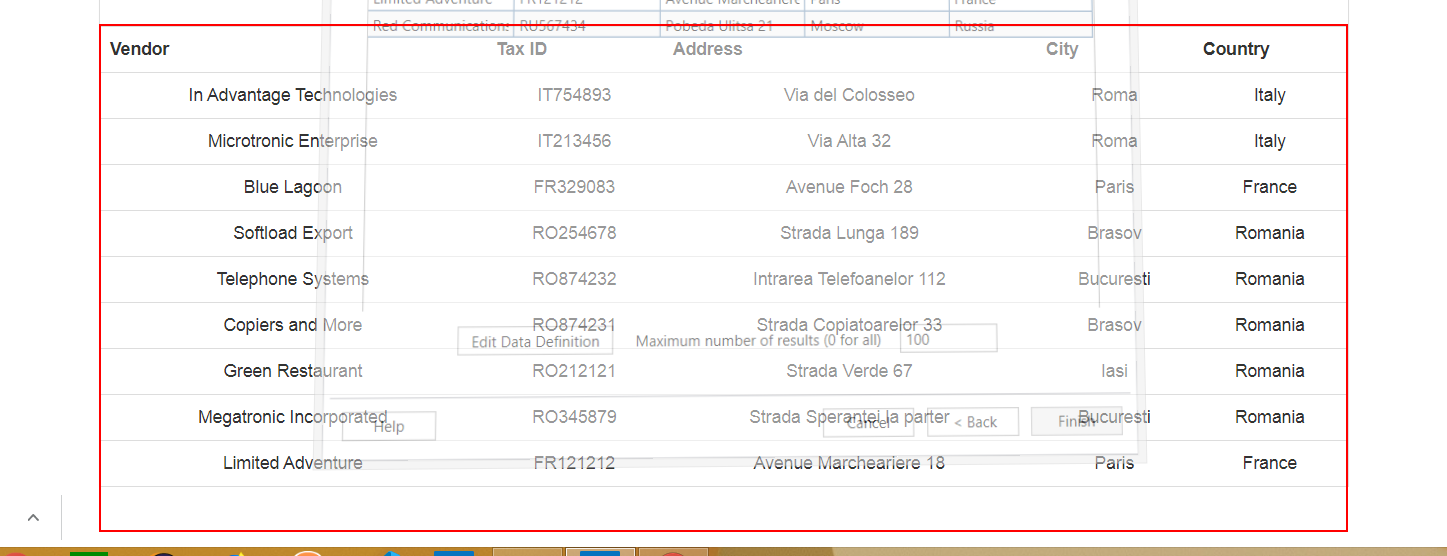 Limited Adventure FR121212 Avenue Marcheariere Paris France
Red Communications RU567434 Pobeda Ulitsa 21 Moscow Russia
Vendor Tax ID Address City Country
In Advantage Technologies IT754893 Via del Colosseo Roma Italy
Microtronic Enterprise IT213456 Via Alta 32 Roma Italy
Blue Lagoon FR329083 Avenue Foch 28 Paris France
Softload Export RO254678 Strada Lunga 189 Brasov Romania
Telephone Systems RO874232 Intrarea Telefoanelor 112 Bucuresti Romania
Copiers and More RO874231 Strada Copiatoarelor 33 Brasov Romania
Edit Data Definition Maximum number of results (0 for all) 100
Green Restaurant RO212121 Strada Verde 67 Iasi Romania
Megatronic Incorporated RO345879 Strada Sperantei la parter Bucuresti Romania
Help Cancel < Back Finish
Limited Adventure FR121212 Avenue Marcheariere 18 Paris France